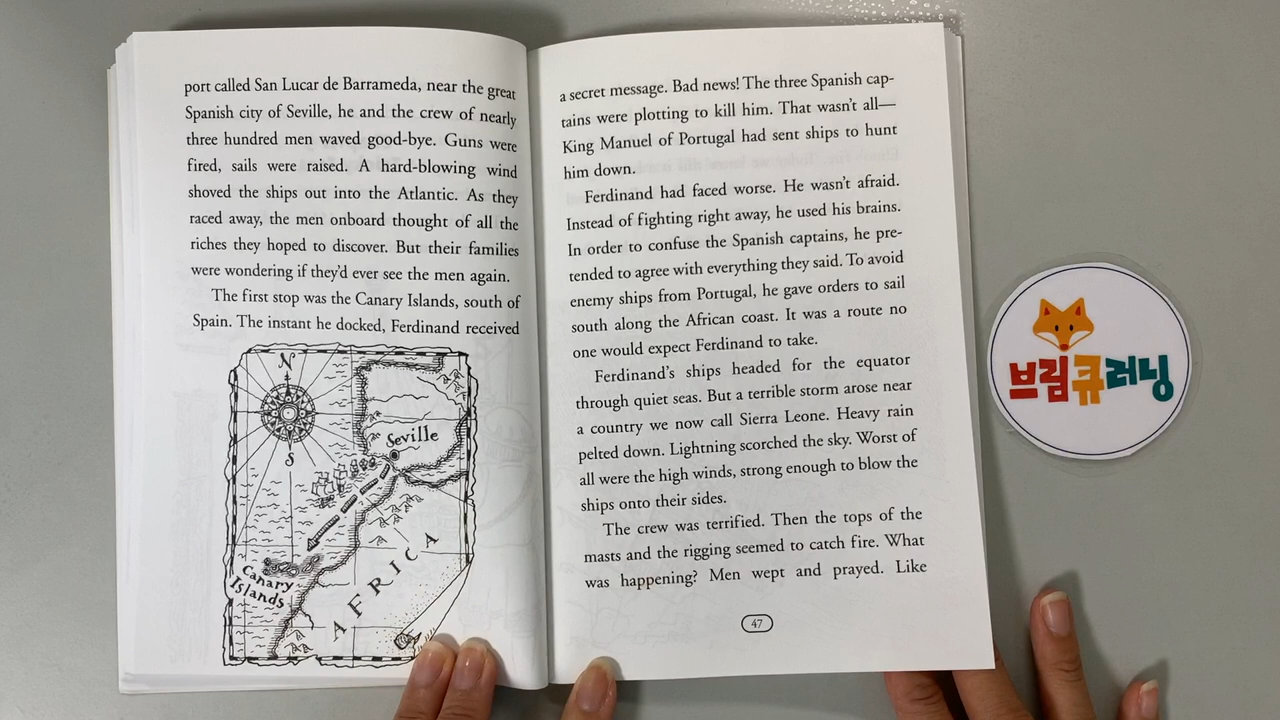 port called San Lucar de Barrameda, near the great
Spanish city of Seville, he and the crew of nearly
three hundred men waved good-bye. Guns were
fired, sails were raised. A hard-blowing wind
shoved the ships out into the Atlantic. As they
raced away, the men onboard thought of all the
riches they hoped to discover. But their families
were wondering if they'd ever see the men again.
The first stop was the Canary Islands, south of
Spain. The instant he docked, Ferdinand received
N
S
Seville
Canary
Islands
AFRICA
a secret message. Bad news! The three Spanish cap-
tains were plotting to kill him. That wasn't all—
King Manuel of Portugal had sent ships to hunt
him down.
Ferdinand had faced worse. He wasn't afraid.
Instead of fighting right away, he used his brains.
In order to confuse the Spanish captains, he pre-
tended to agree with everything they said. To avoid
enemy ships from Portugal, he gave orders to sail
south along the African coast. It was a route no
one would expect Ferdinand to take.
Ferdinand's ships headed for the equator
through quiet seas. But a terrible storm arose near
a country we now call Sierra Leone. Heavy rain
pelted down. Lightning scorched the sky. Worst of
all were the high winds, strong enough to blow the
ships onto their sides.
The crew was terrified. Then the tops of the
masts and the rigging seemed to catch fire. What
was happening? Men wept and prayed. Like
47
브림큐러닝